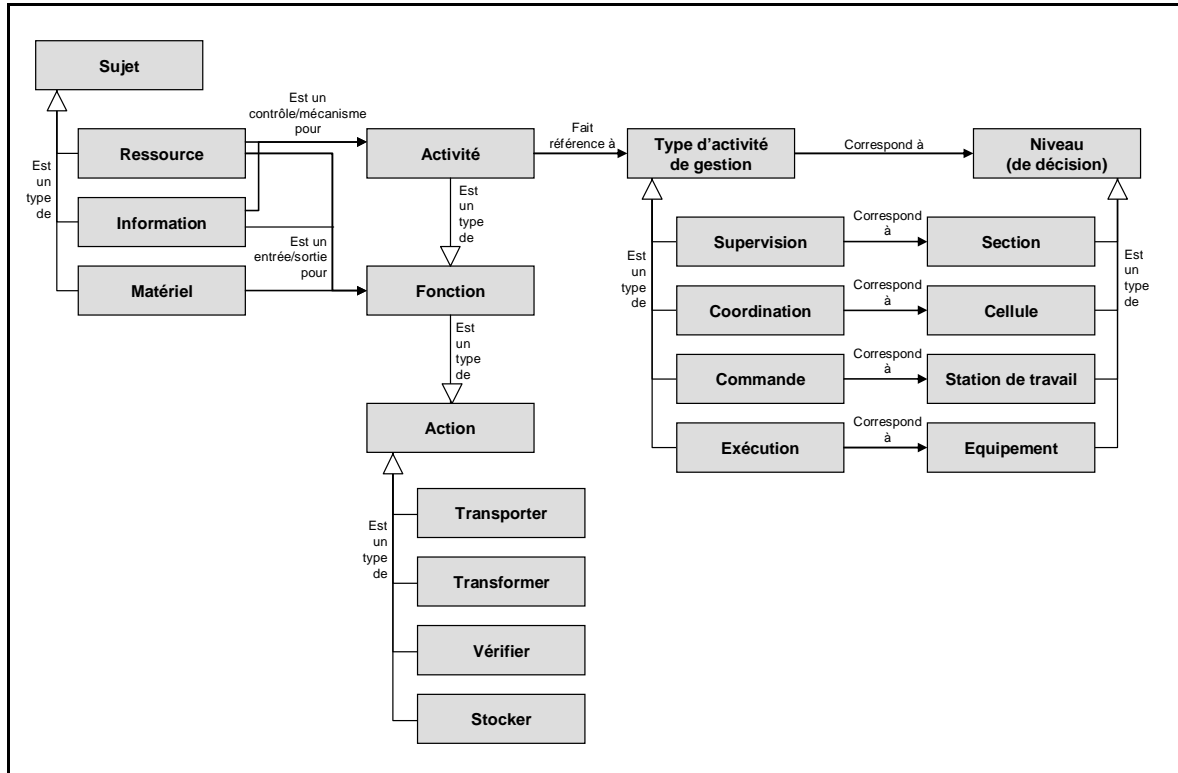 Sujet
Est un
contrôle/mécanisme
pour
Ressource
Activité
Fait
référence à
Type d'activité
de gestion
Correspond à
Niveau
(de décision)
Est
un
type
de
Information
Est
un
type
de
Est un
entrée/sortie
pour
Matériel
Fonction
Est
un
type
de
Action
Est
un
type
de
Transporter
Transformer
Vérifier
Stocker
Est
un
type
de
Supervision
Correspond
à
Section
Coordination
Correspond
à
Cellule
Commande
Correspond
à
Station de travail
Exécution
Correspond
à
Equipement
Est
un
type
de